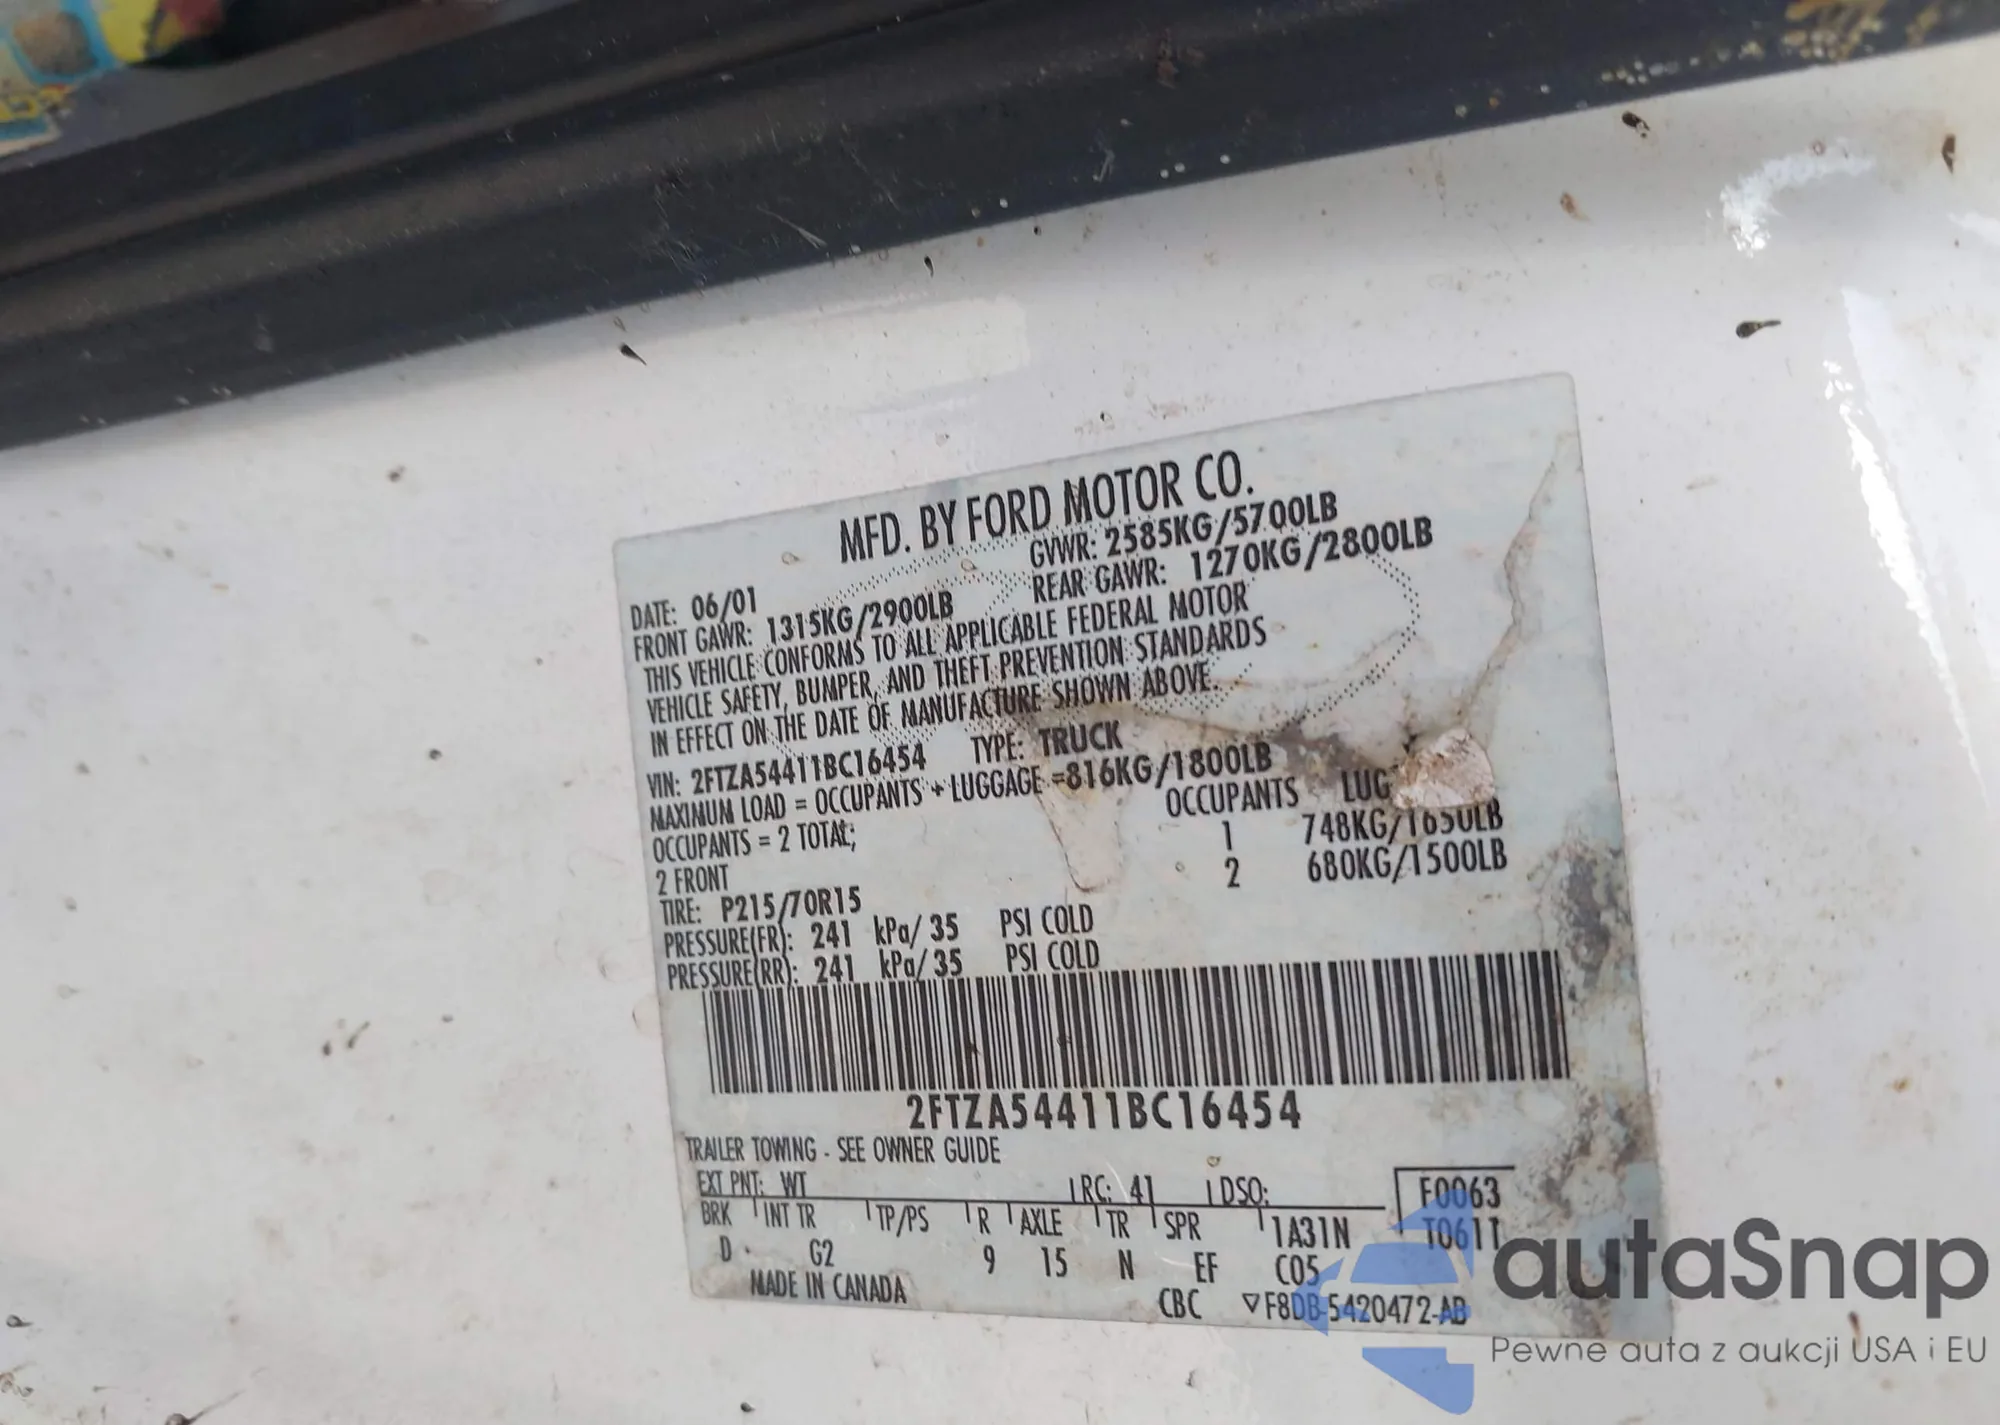 MFD. BY FORD MOTOR CO.
DATE: 06/01 GVWR: 2585KG/5700LB
FRONT GAWR: 1315KG/2900LB REAR GAWR: 1270KG/2800LB
THIS VEHICLE CONFORMS TO ALL APPLICABLE FEDERAL MOTOR
VEHICLE SAFETY, BUMPER, AND THEFT PREVENTION STANDARDS
IN EFFECT ON THE DATE OF MANUFACTURE SHOWN ABOVE.
VIN: 2FTZA54411BC16454 TYPE: TRUCK
MAXIMUM LOAD = OCCUPANTS + LUGGAGE =816KG/1800LB
OCCUPANTS = 2 TOTAL; OCCUPANTS LUG
2 FRONT 1 748KG/1650LB
2 680KG/1500LB
TIRE: P215/70R15
PRESSURE(FR): 241 kPa/ 35 PSI COLD
PRESSURE(RR): 241 kPa/ 35 PSI COLD
2FTZA54411BC16454
TRAILER TOWING - SEE OWNER GUIDE
EXT PNT: WT RC: 41 DSO: F0063
BRK INT TR TP/PS R AXLE TR SPR 1A31N T0611
D G2 9 15 N EF C05
MADE IN CANADA CBC ▽F8DB-5420472-AB
autaSnap
Pewne auta z aukcji USA i EU